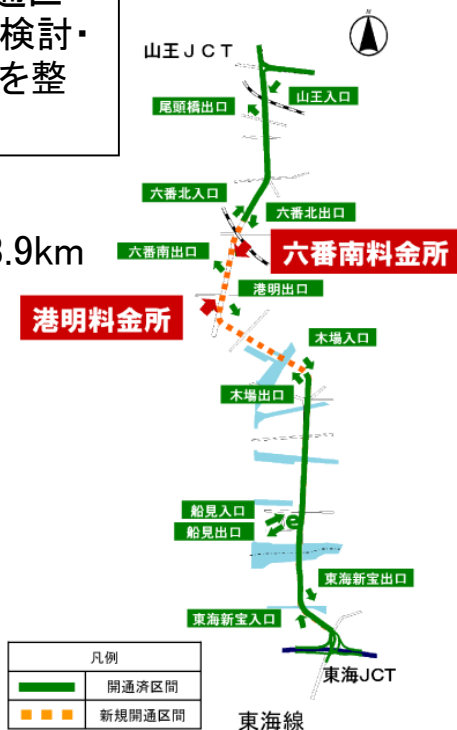 通区
検討・
を整
N
山王ＪＣＴ
山王入口
尾頭橋出口
六番北入口
六番北出口
3.9km
六番南出口
六番南料金所
港明出口
港明料金所
木場入口
木場出口
船見入口
船見出口
東海新宝出口
東海新宝入口
東海JCT
凡例
開通済区間
新規開通区間
東海線